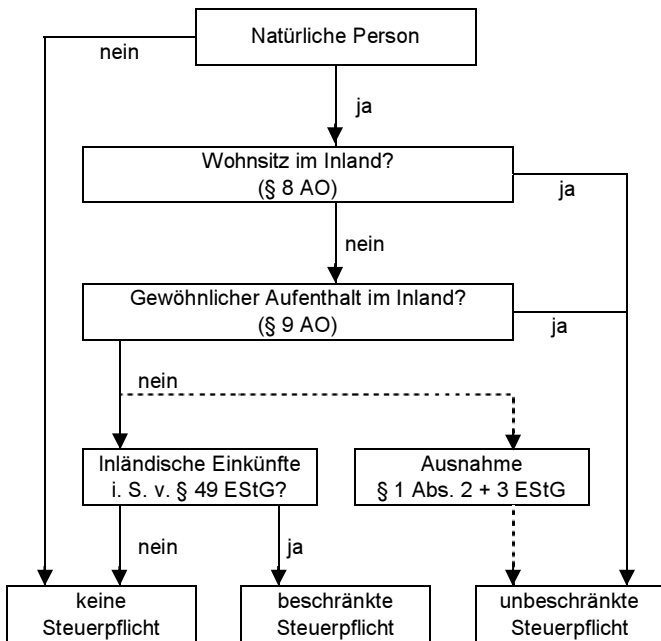 Natürliche Person
nein
ja
Wohnsitz im Inland?
(§ 8 AO)
ja
nein
Gewöhnlicher Aufenthalt im Inland?
(§ 9 AO)
ja
nein
Inländische Einkünfte
i. S. v. § 49 EStG?
Ausnahme
§ 1 Abs. 2 + 3 EStG
nein
ja
keine
Steuerpflicht
beschränkte
Steuerpflicht
unbeschränkte
Steuerpflicht